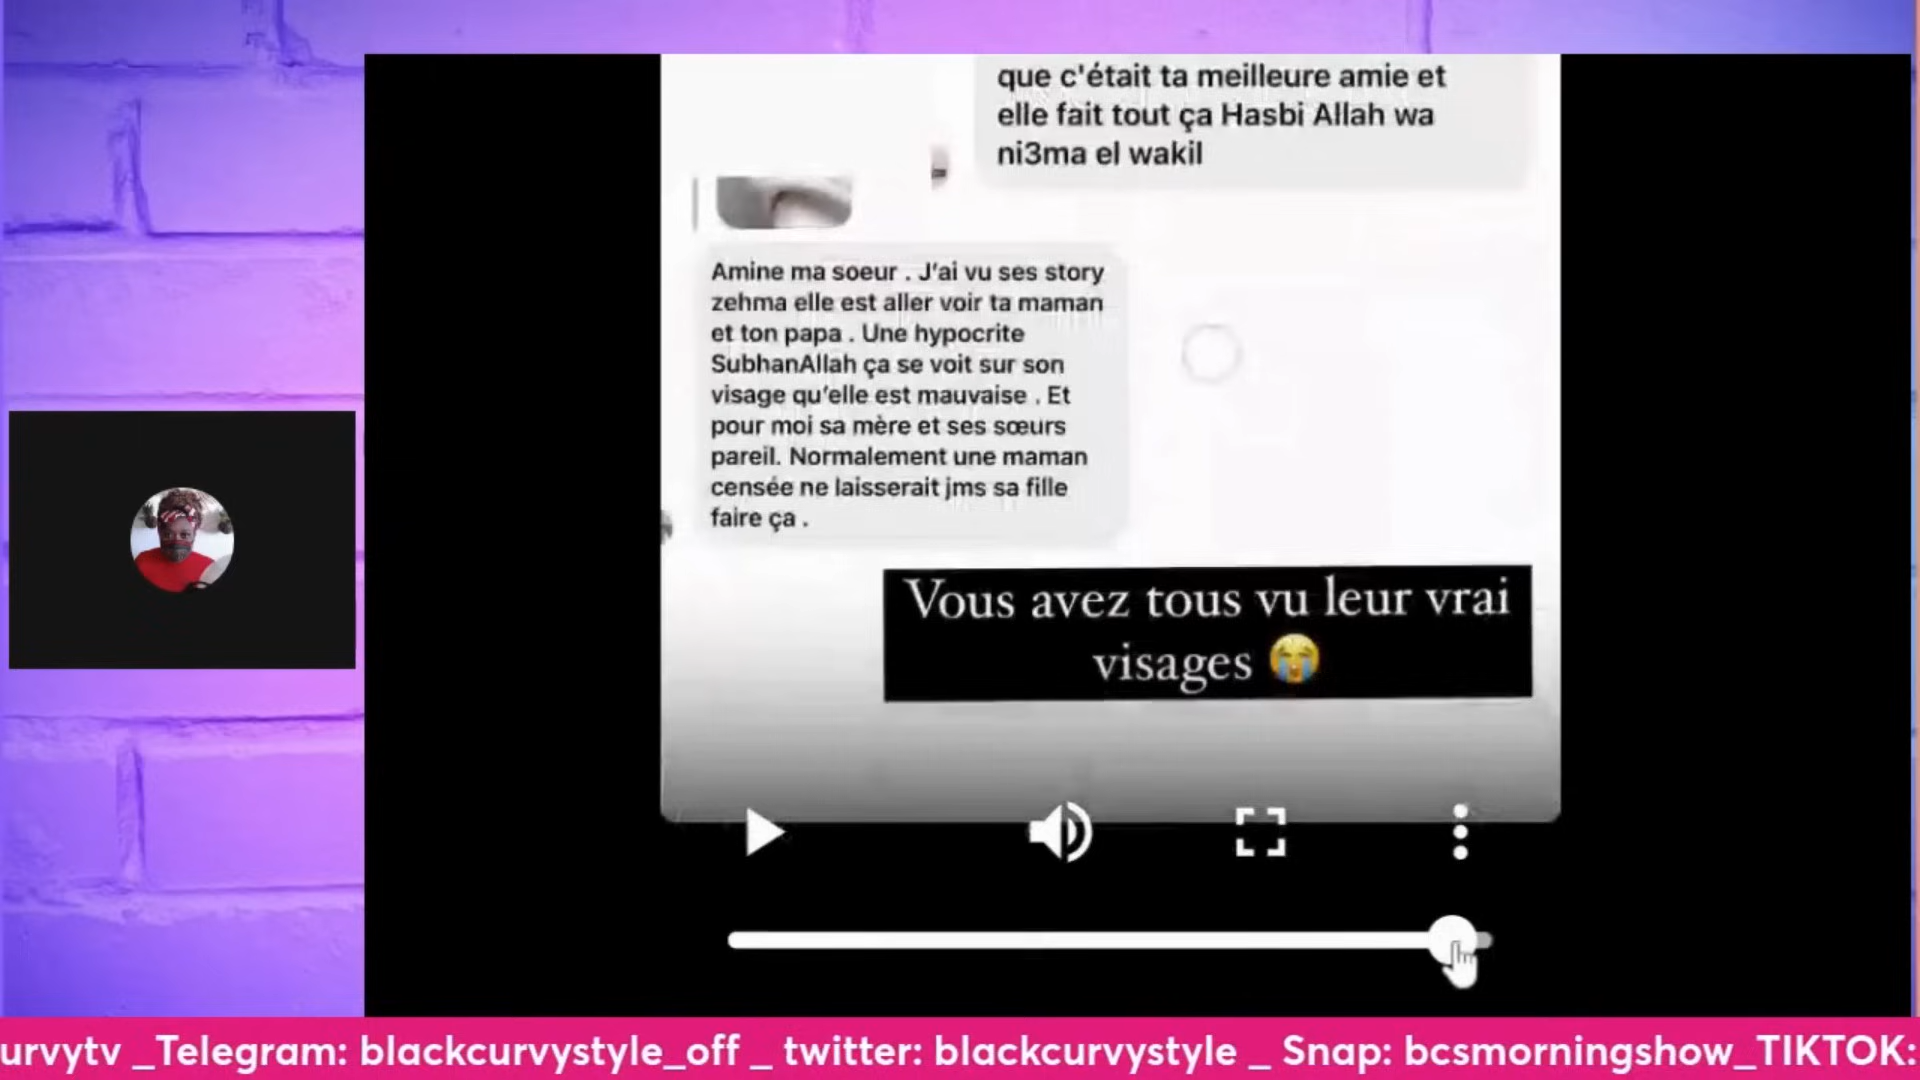 que c'était ta meilleure amie et
elle fait tout ça Hasbi Allah wa
ni3ma el wakil
Amine ma soeur . J'ai vu ses story
zehma elle est aller voir ta maman
et ton papa . Une hypocrite
SubhanAllah ça se voit sur son
visage qu'elle est mauvaise . Et
pour moi sa mère et ses sœurs
pareil. Normalement une maman
censée ne laisserait jms sa fille
faire ça .
Vous avez tous vu leur vrai
visages 😭
urvytv _Telegram: blackcurvystyle_off _ twitter: blackcurvystyle _ Snap: bcsmorningshow_TIKTOK: